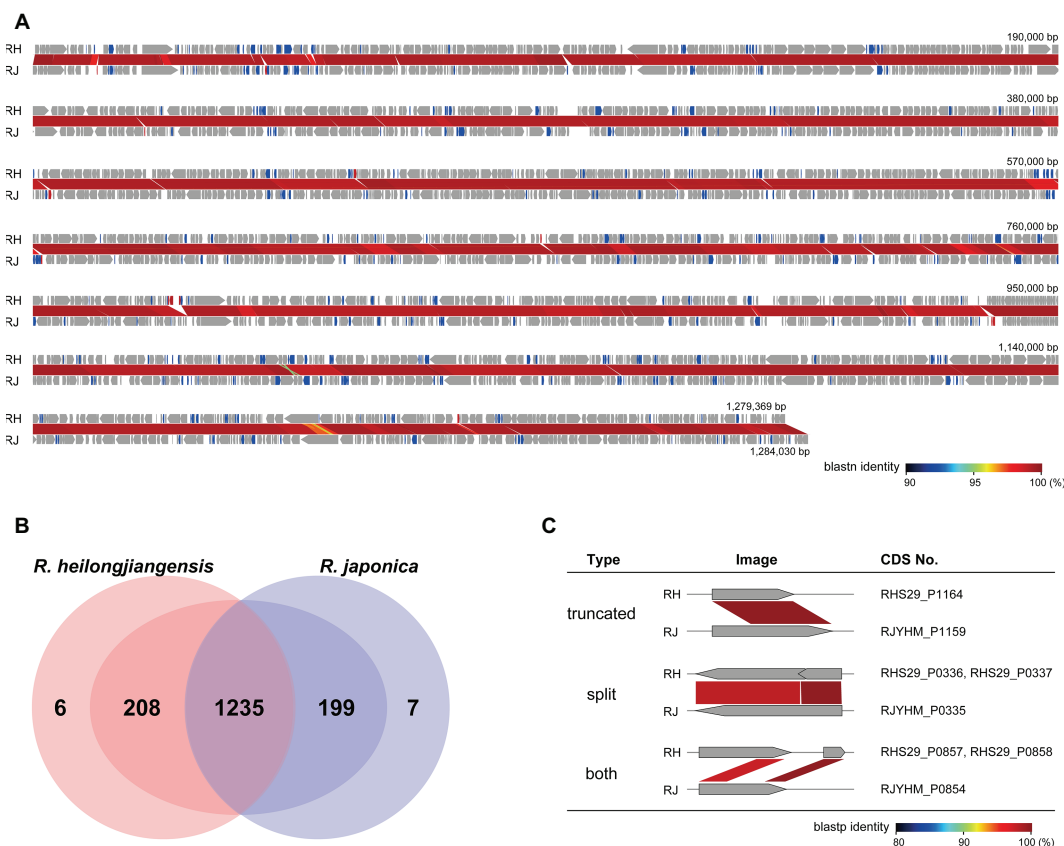 A
RH
190,000 bp
RJ
RH
380,000 bp
RJ
RH
570,000 bp
RJ
RH
760,000 bp
RJ
RH
950,000 bp
RJ
RH
1,140,000 bp
RJ
RH
1,279,369 bp
RJ
1,284,030 bp
blastn identity
90 95 100 (%)
B
R. heilongjiangensis R. japonica
6 208 1235 199 7
C
Type Image CDS No.
truncated
RH RHS29_P1164
RJ RJYHM_P1159
split
RH RHS29_P0336, RHS29_P0337
RJ RJYHM_P0335
both
RH RHS29_P0857, RHS29_P0858
RJ RJYHM_P0854
blastp identity
80 90 100 (%)